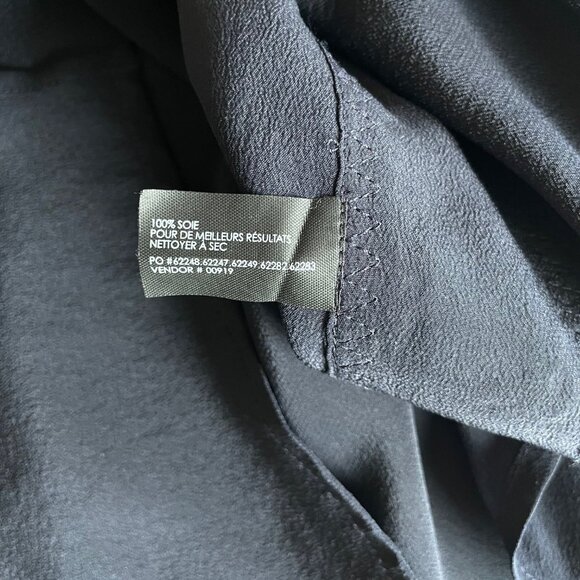 100% SOIE
POUR DE MEILLEURS RÉSULTATS
NETTOYER À SEC
PO #62248.62247.62249.62282.62283
VENDOR # 00919